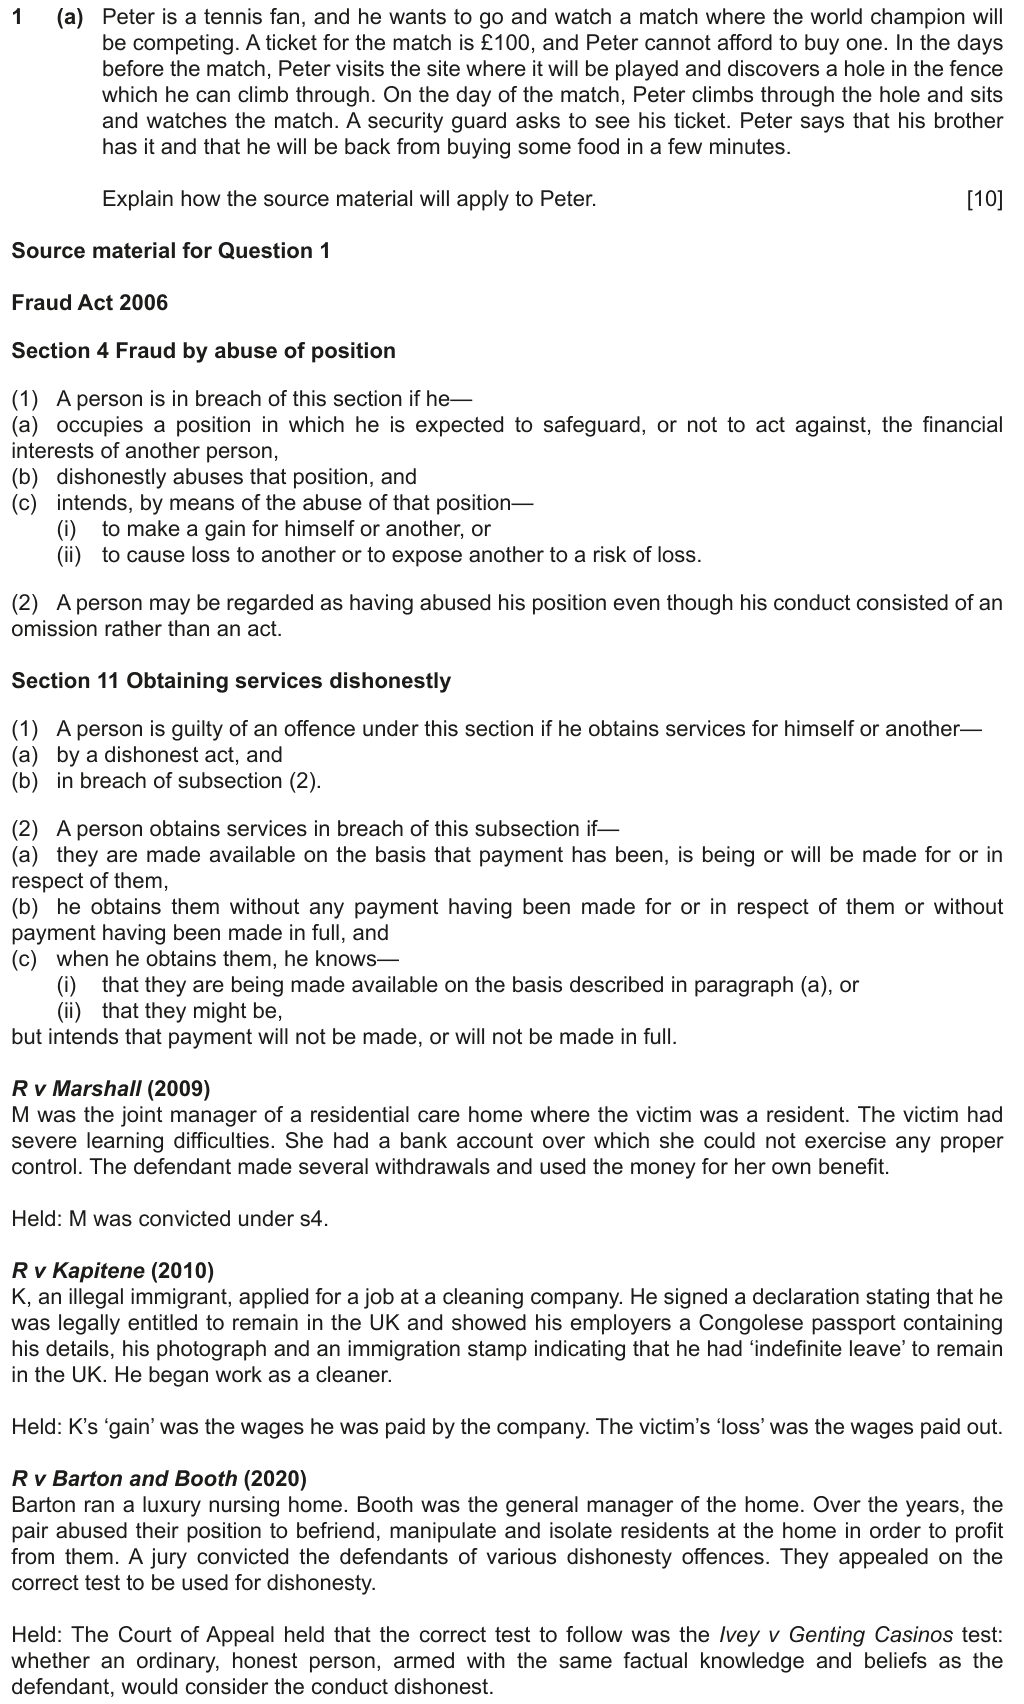 1 (a) Peter is a tennis fan, and he wants to go and watch a match where the world champion will
be competing. A ticket for the match is £100, and Peter cannot afford to buy one. In the days
before the match, Peter visits the site where it will be played and discovers a hole in the fence
which he can climb through. On the day of the match, Peter climbs through the hole and sits
and watches the match. A security guard asks to see his ticket. Peter says that his brother
has it and that he will be back from buying some food in a few minutes.
Explain how the source material will apply to Peter. [10]
Source material for Question 1
Fraud Act 2006
Section 4 Fraud by abuse of position
(1) A person is in breach of this section if he—
(a) occupies a position in which he is expected to safeguard, or not to act against, the financial
interests of another person,
(b) dishonestly abuses that position, and
(c) intends, by means of the abuse of that position—
(i) to make a gain for himself or another, or
(ii) to cause loss to another or to expose another to a risk of loss.
(2) A person may be regarded as having abused his position even though his conduct consisted of an
omission rather than an act.
Section 11 Obtaining services dishonestly
(1) A person is guilty of an offence under this section if he obtains services for himself or another—
(a) by a dishonest act, and
(b) in breach of subsection (2).
(2) A person obtains services in breach of this subsection if—
(a) they are made available on the basis that payment has been, is being or will be made for or in
respect of them,
(b) he obtains them without any payment having been made for or in respect of them or without
payment having been made in full, and
(c) when he obtains them, he knows—
(i) that they are being made available on the basis described in paragraph (a), or
(ii) that they might be,
but intends that payment will not be made, or will not be made in full.
R v Marshall (2009)
M was the joint manager of a residential care home where the victim was a resident. The victim had
severe learning difficulties. She had a bank account over which she could not exercise any proper
control. The defendant made several withdrawals and used the money for her own benefit.
Held: M was convicted under s4.
R v Kapitene (2010)
K, an illegal immigrant, applied for a job at a cleaning company. He signed a declaration stating that he
was legally entitled to remain in the UK and showed his employers a Congolese passport containing
his details, his photograph and an immigration stamp indicating that he had ‘indefinite leave’ to remain
in the UK. He began work as a cleaner.
Held: K’s ‘gain’ was the wages he was paid by the company. The victim’s ‘loss’ was the wages paid out.
R v Barton and Booth (2020)
Barton ran a luxury nursing home. Booth was the general manager of the home. Over the years, the
pair abused their position to befriend, manipulate and isolate residents at the home in order to profit
from them. A jury convicted the defendants of various dishonesty offences. They appealed on the
correct test to be used for dishonesty.
Held: The Court of Appeal held that the correct test to follow was the Ivey v Genting Casinos test:
whether an ordinary, honest person, armed with the same factual knowledge and beliefs as the
defendant, would consider the conduct dishonest.